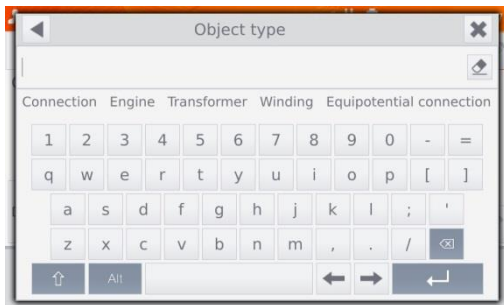 Object type
Connection Engine Transformer Winding Equipotential connection
1 2 3 4 5 6 7 8 9 0 - =
q w e r t y u i o p [ ]
a s d f g h j k l ; '
z x c v b n m , . /
Alt